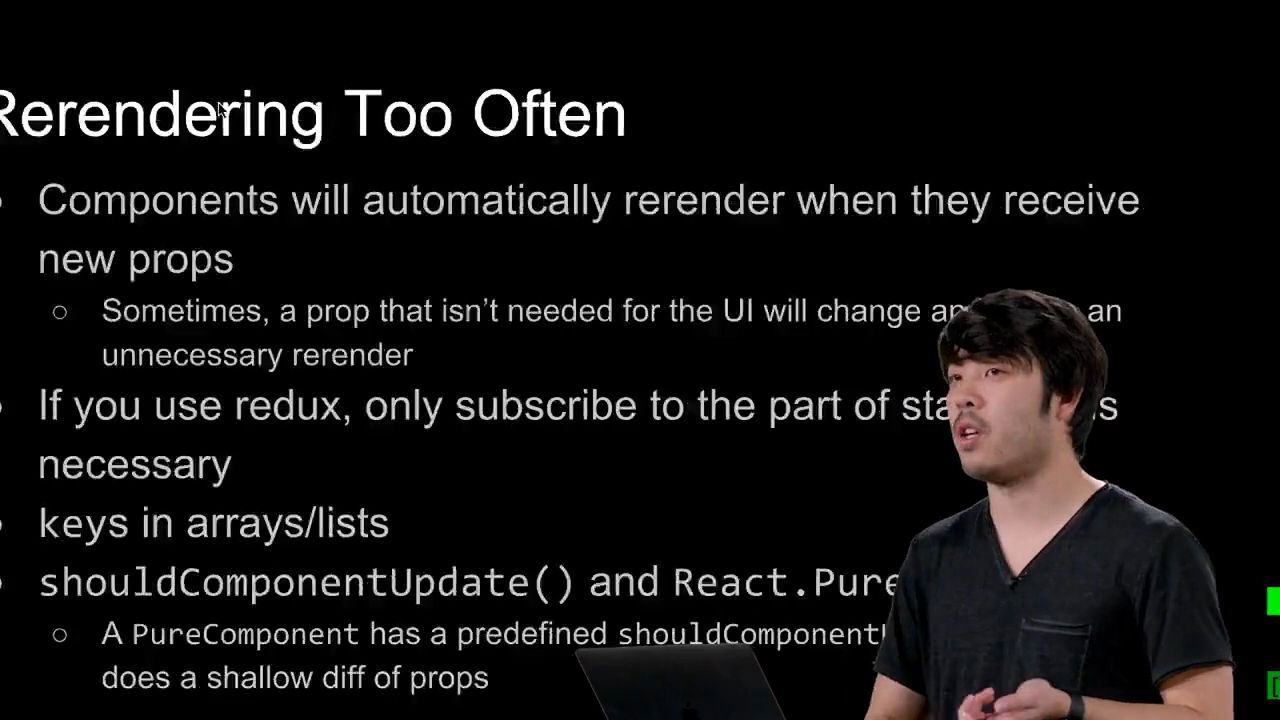 Rerendering Too Often
Components will automatically rerender when they receive
new props
Sometimes, a prop that isn't needed for the UI will change an
unnecessary rerender
If you use redux, only subscribe to the part of
necessary
keys in arrays/lists
shouldComponentUpdate() and React.Pure
A PureComponent has a predefined
does a shallow diff of props